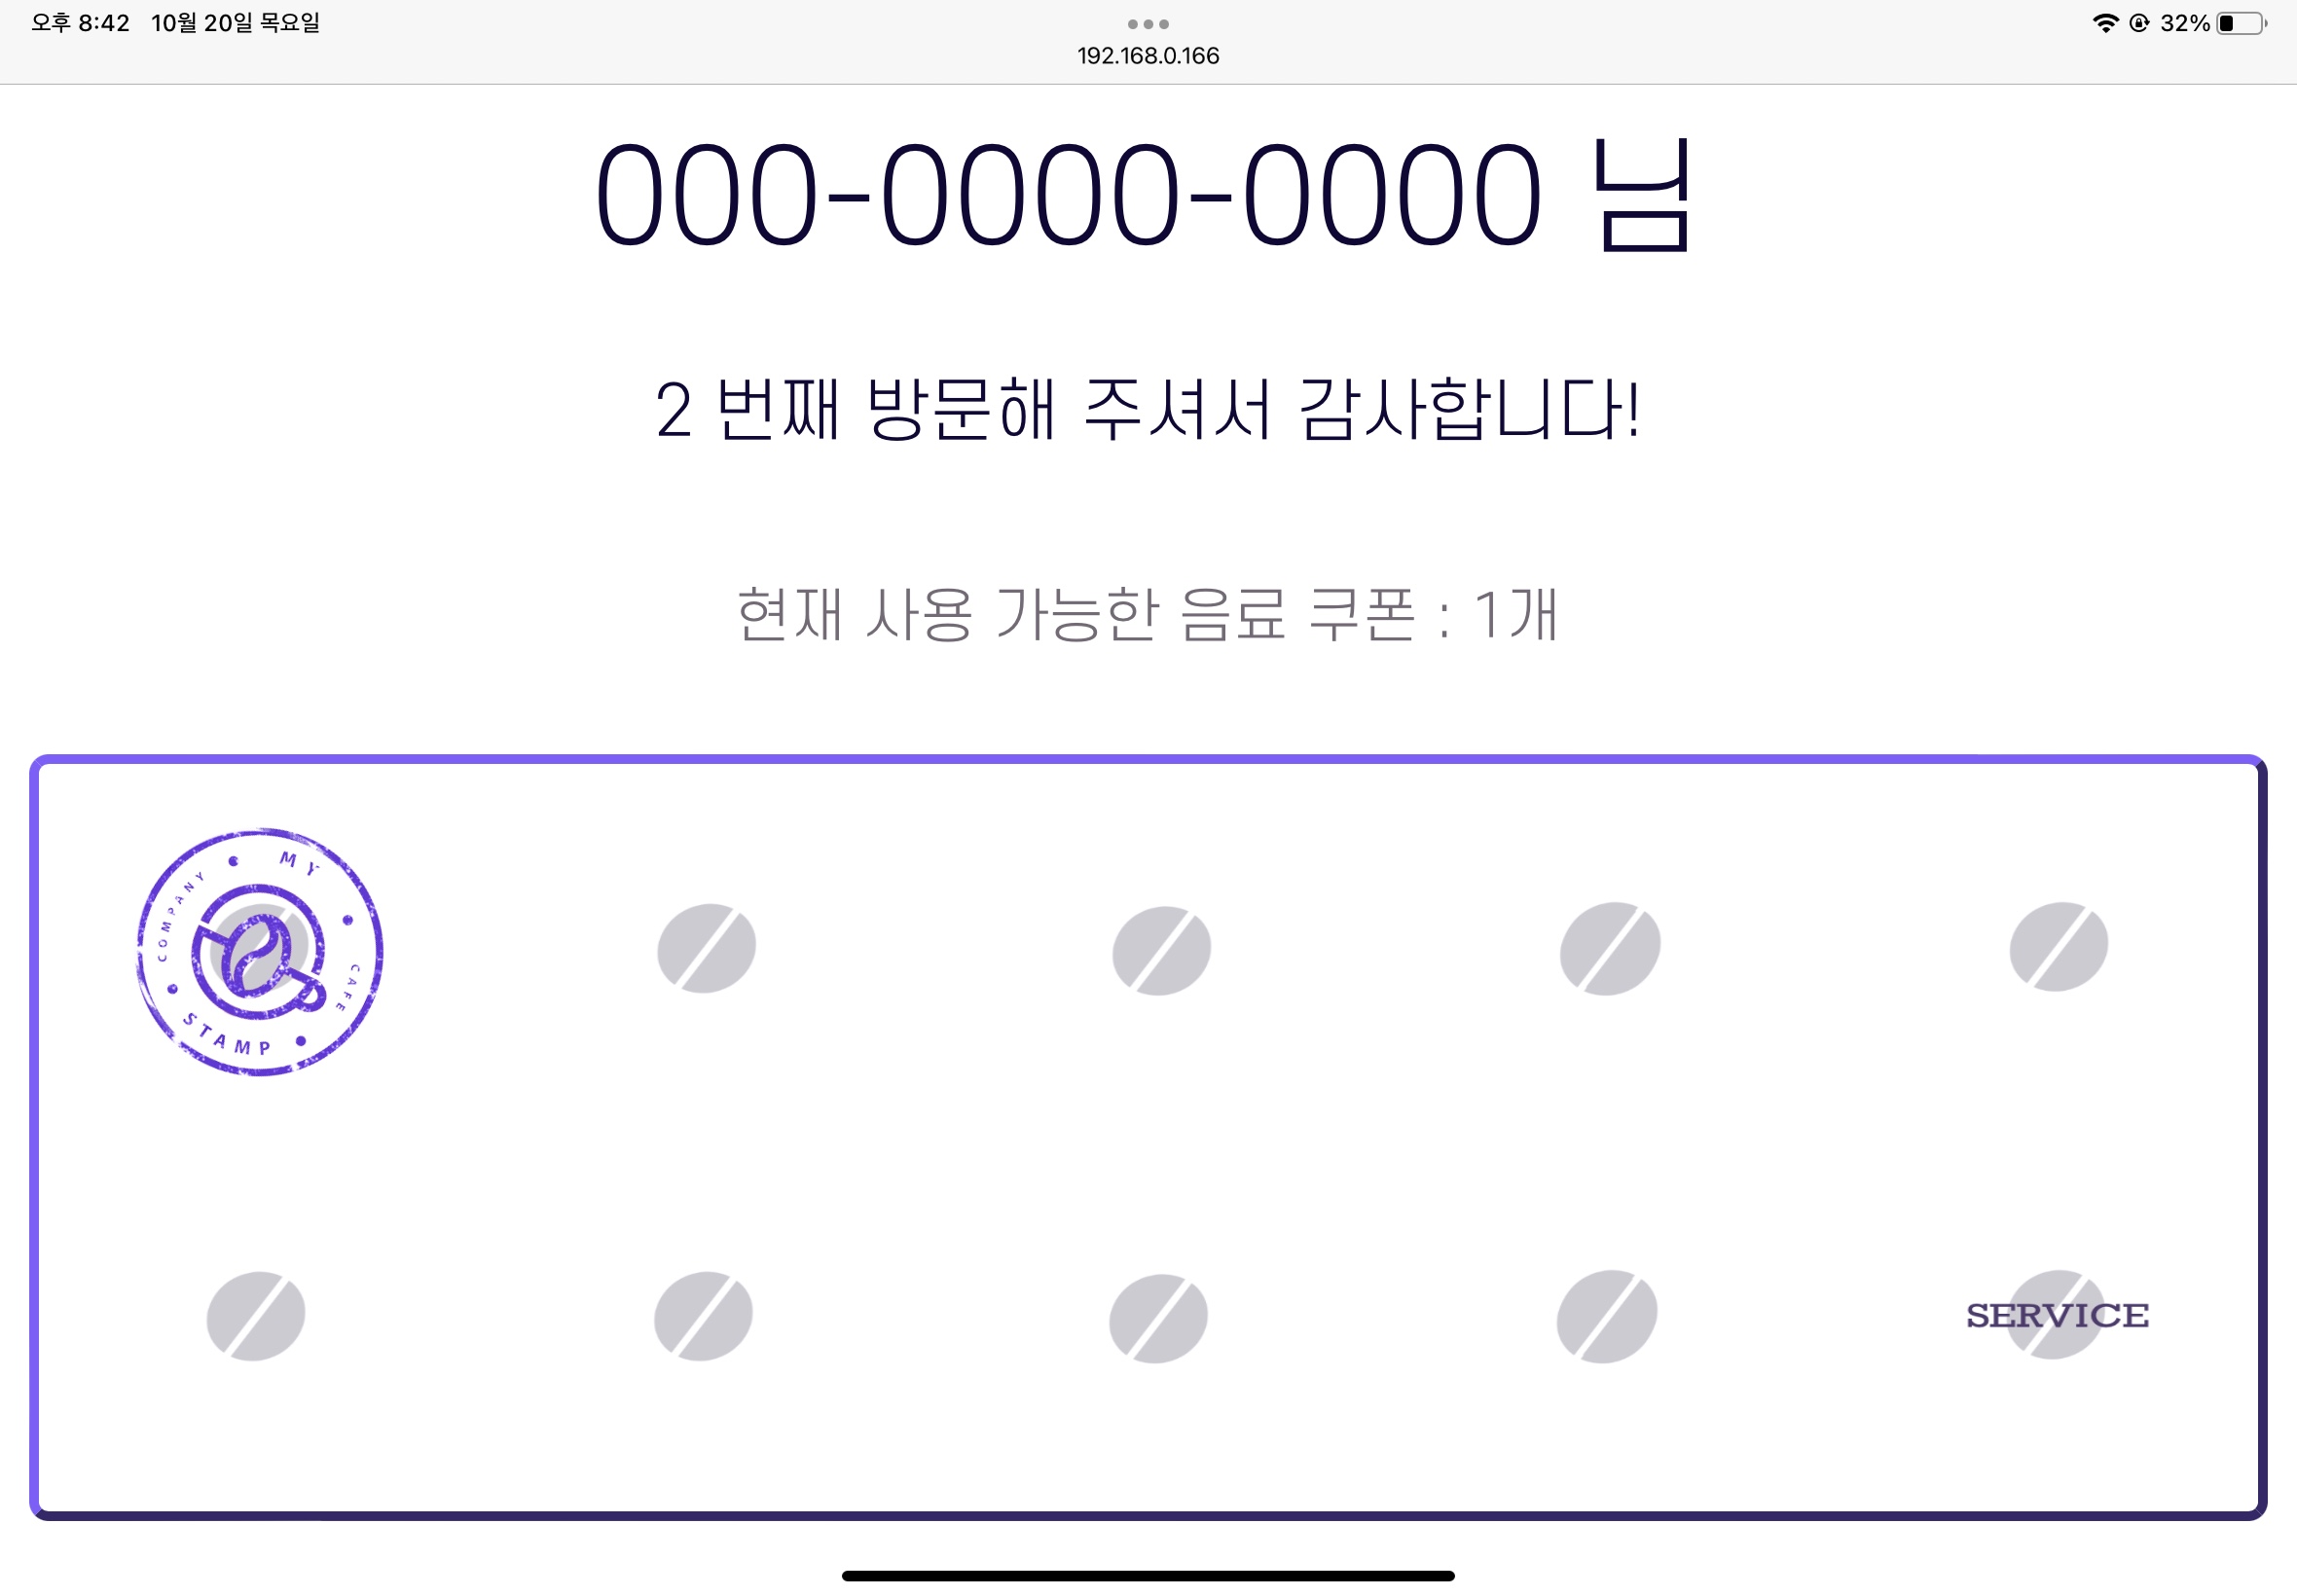 오후 8:42 10월 20일 목요일
32%
192.168.0.166
000-0000-0000 님
2 번째 방문해 주셔서 감사합니다!
현재 사용 가능한 음료 쿠폰 : 1개
MY CAFE STAMP COMPANY
SERVICE